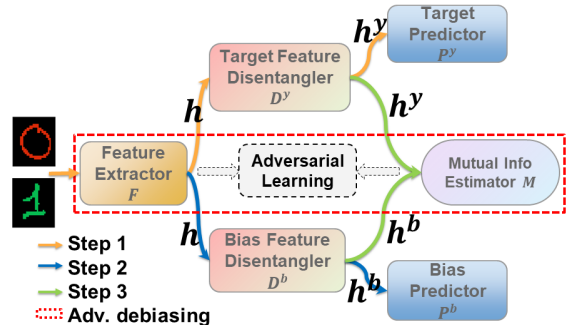 Target
Predictor
P^y
h^y
Target Feature
Disentangler
D^y
h
h^y
Feature
Extractor
F
Adversarial
Learning
Mutual Info
Estimator M
h
h^b
Bias Feature
Disentangler
D^b
h^b
Bias
Predictor
P^b
Step 1
Step 2
Step 3
Adv. debiasing